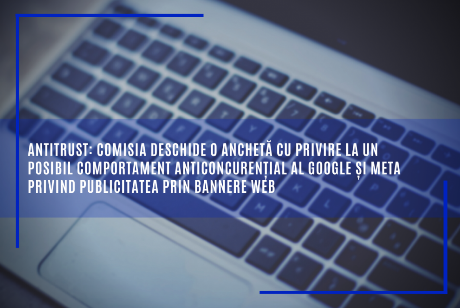 ANTITRUST: COMISIA DESCHIDE O ANCHETĂ CU PRIVIRE LA UN
POSIBIL COMPORTAMENT ANTICONCURENȚIAL AL GOOGLE ȘI META
PRIVIND PUBLICITATEA PRIN BANNERE WEB